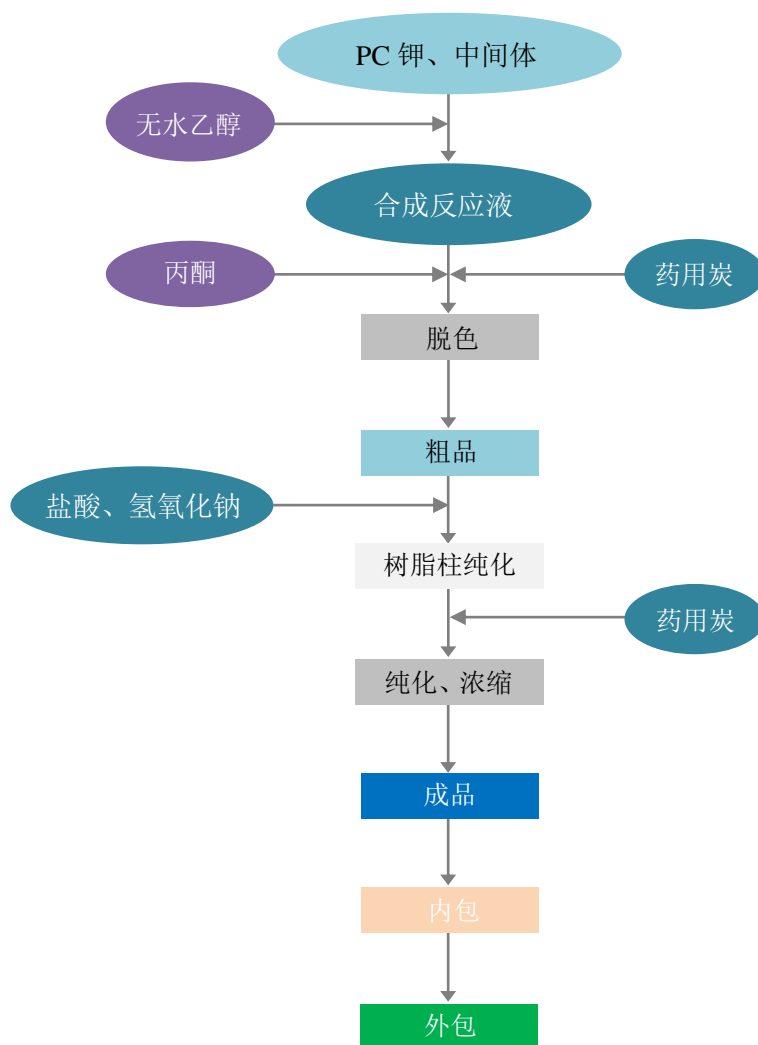 PC 钾、中间体
无水乙醇
合成反应液
丙酮
药用炭
脱色
粗品
盐酸、氢氧化钠
树脂柱纯化
药用炭
纯化、浓缩
成品
内包
外包